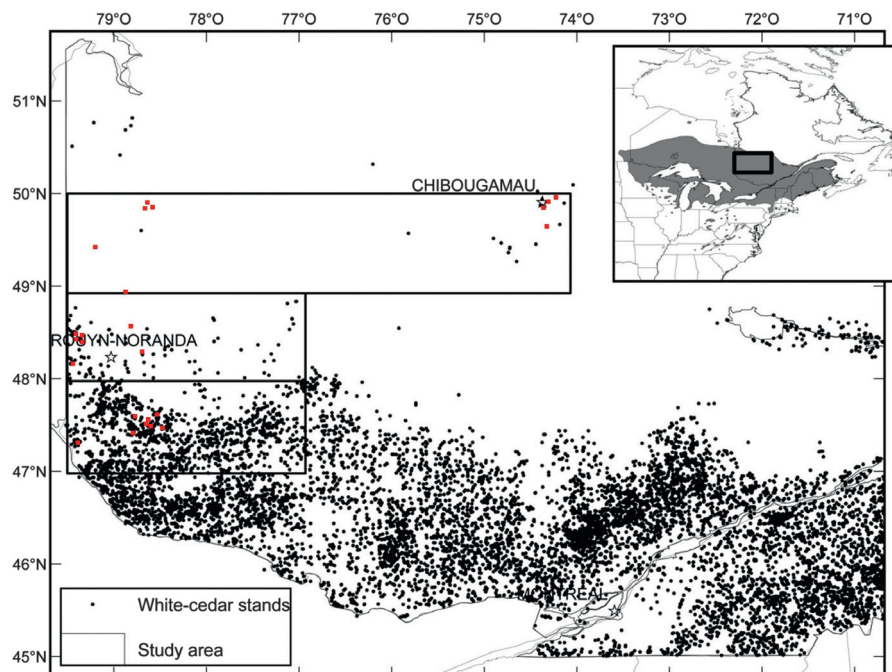 79°W 78°W 77°W 76°W 75°W 74°W 73°W 72°W 71°W
51°N
50°N
CHIBOUGAMAU
49°N
ROUYN-NORANDA
48°N
47°N
46°N
MONTREAL
45°N
White-cedar stands
Study area